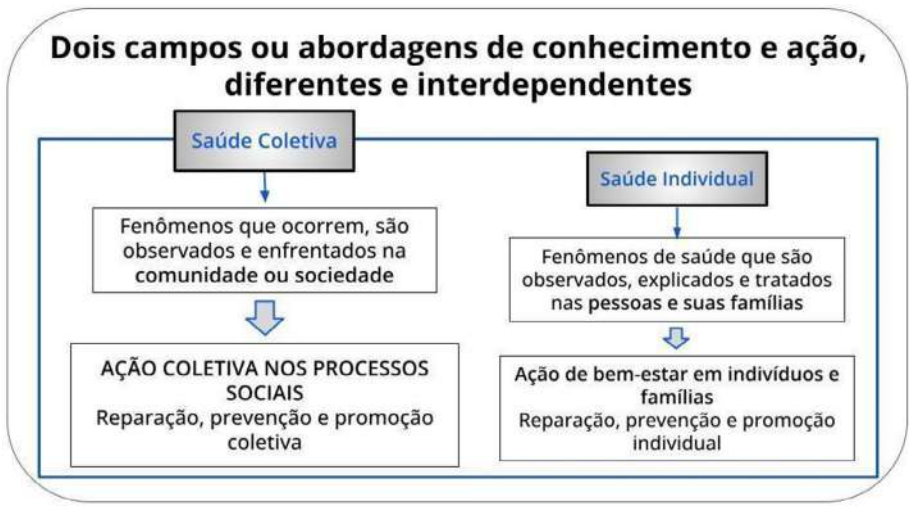 Dois campos ou abordagens de conhecimento e ação,
diferentes e interdependentes
Saúde Coletiva
Fenômenos que ocorrem, são
observados e enfrentados na
comunidade ou sociedade
AÇÃO COLETIVA NOS PROCESSOS
SOCIAIS
Reparação, prevenção e promoção
coletiva
Saúde Individual
Fenômenos de saúde que são
observados, explicados e tratados
nas pessoas e suas famílias
Ação de bem-estar em indivíduos e
famílias
Reparação, prevenção e promoção
individual